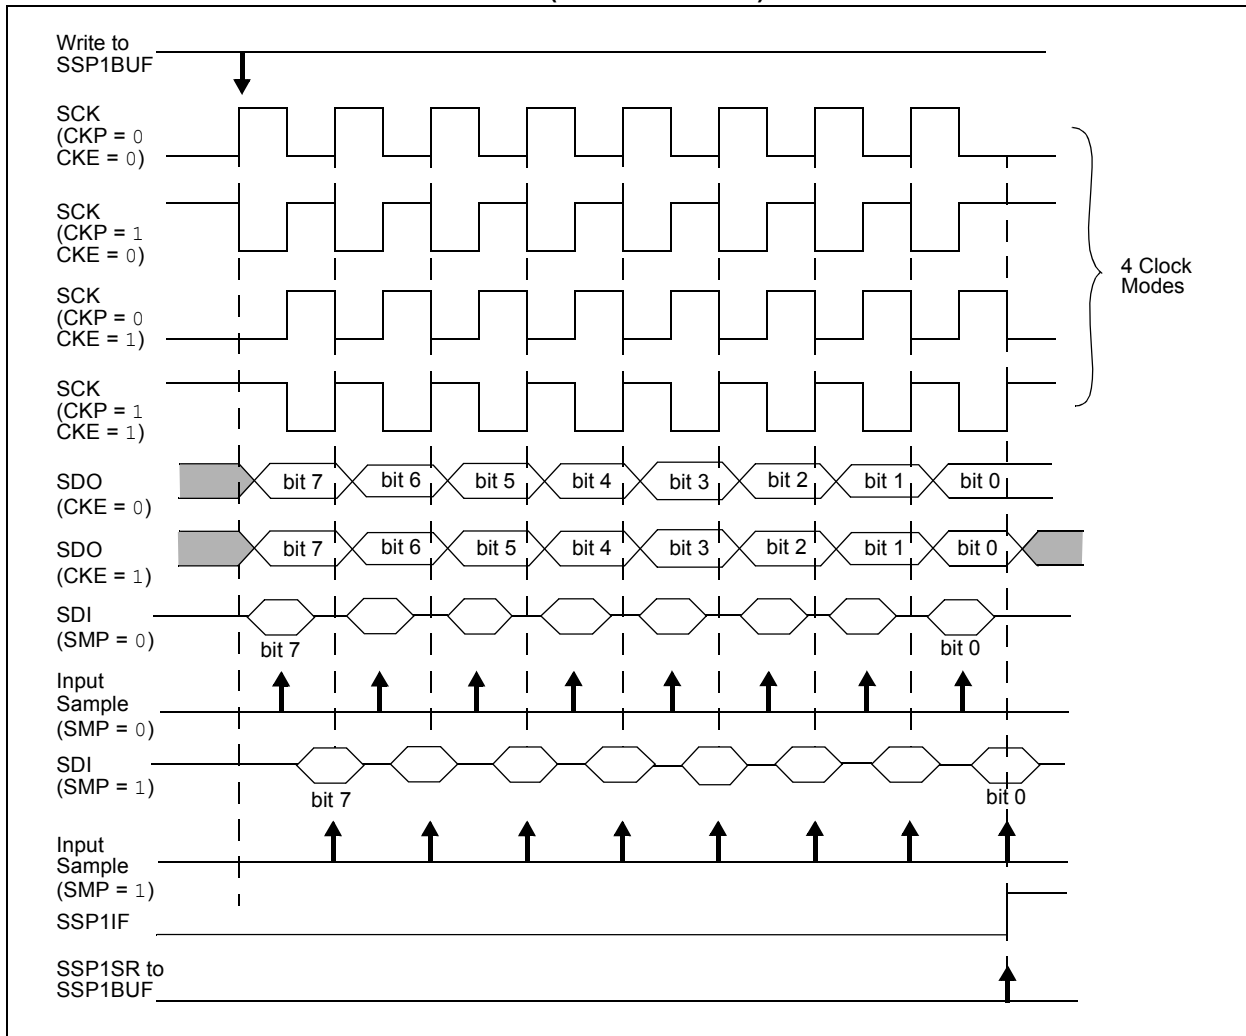 Write to
SSP1BUF
SCK
(CKP = 0
CKE = 0)
SCK
(CKP = 1
CKE = 0)
4 Clock
Modes
SCK
(CKP = 0
CKE = 1)
SCK
(CKP = 1
CKE = 1)
SDO
(CKE = 0)
bit 7 bit 6 bit 5 bit 4 bit 3 bit 2 bit 1 bit 0
SDO
(CKE = 1)
bit 7 bit 6 bit 5 bit 4 bit 3 bit 2 bit 1 bit 0
SDI
(SMP = 0)
bit 7 bit 0
Input
Sample
(SMP = 0)
SDI
(SMP = 1)
bit 7 bit 0
Input
Sample
(SMP = 1)
SSP1IF
SSP1SR to
SSP1BUF